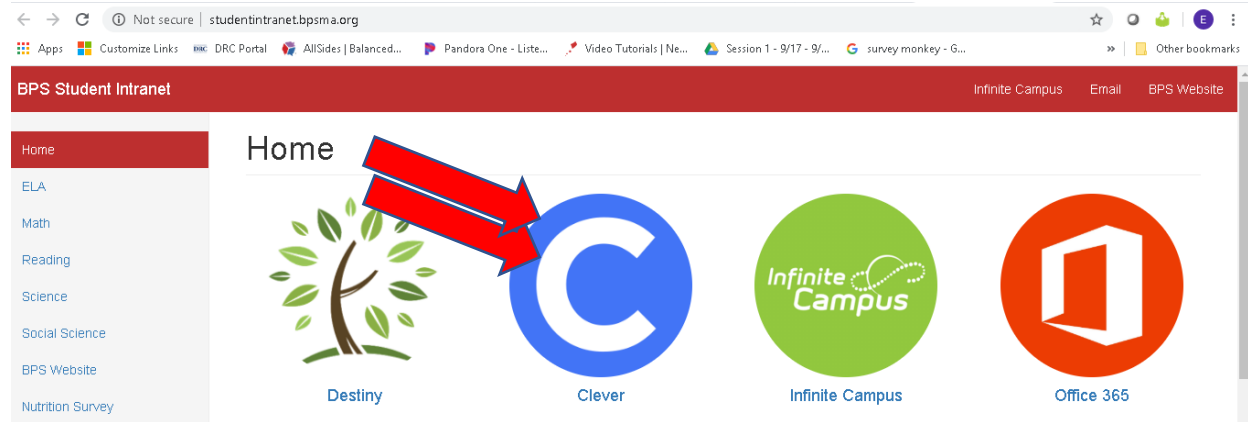 Not secure | studentintranet.bpsma.org
E
Apps Customize Links DRC DRC Portal AllSides | Balanced... Pandora One - Liste... Video Tutorials | Ne... Session 1 - 9/17 - 9/... G survey monkey - G... » Other bookmarks
BPS Student Intranet Infinite Campus Email BPS Website
Home
ELA
Math
Reading
Science
Social Science
BPS Website
Nutrition Survey
Home
C
Infinite Campus
Destiny Clever Infinite Campus Office 365